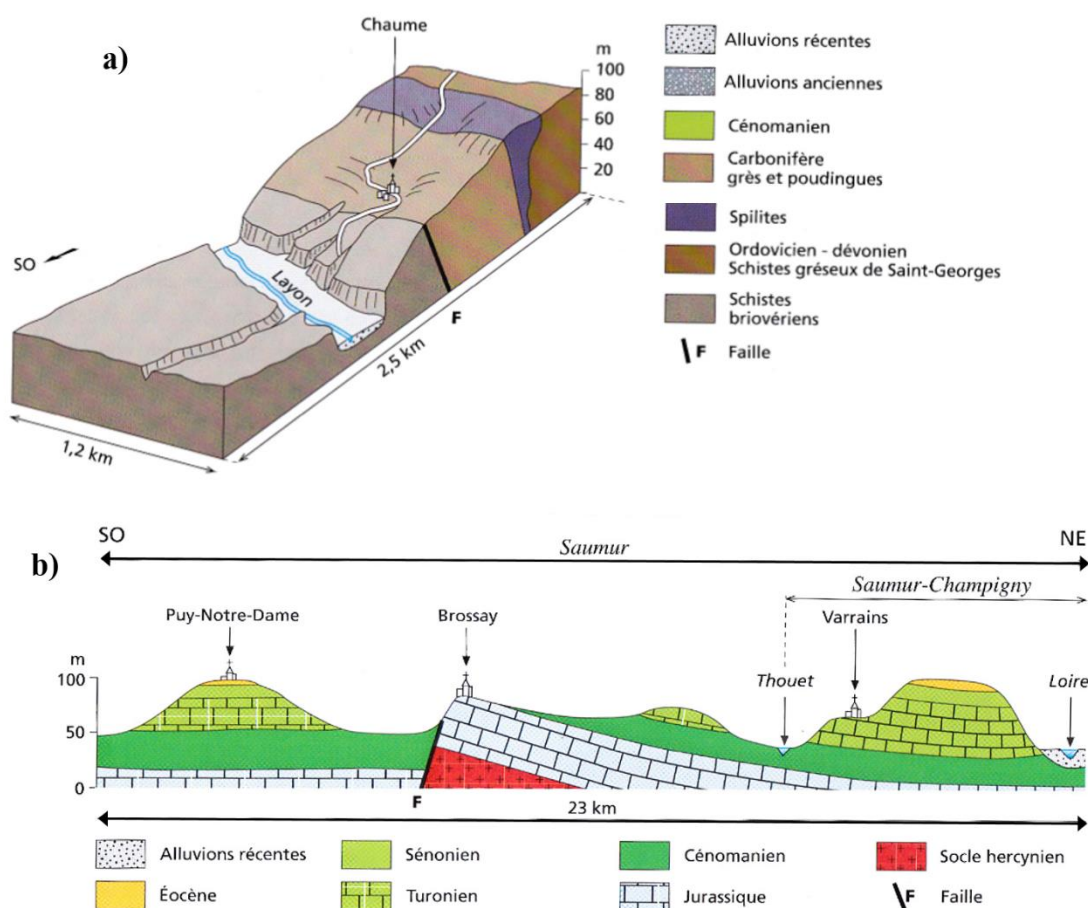 a)
Chaume
m
100
80
60
40
20
SO
Layon
F
2,5 km
1,2 km
Alluvions récentes
Alluvions anciennes
Cénomanien
Carbonifère
grès et poudingues
Spilites
Ordovicien - dévonien
Schistes gréseux de Saint-Georges
Schistes
briovériens
F Faille
b)
SO
NE
Saumur
Saumur-Champigny
Puy-Notre-Dame
Brossay
Varrains
Thouet
Loire
m
100
50
0
F
23 km
Alluvions récentes
Sénonien
Cénomanien
Socle hercynien
Éocène
Turonien
Jurassique
F Faille